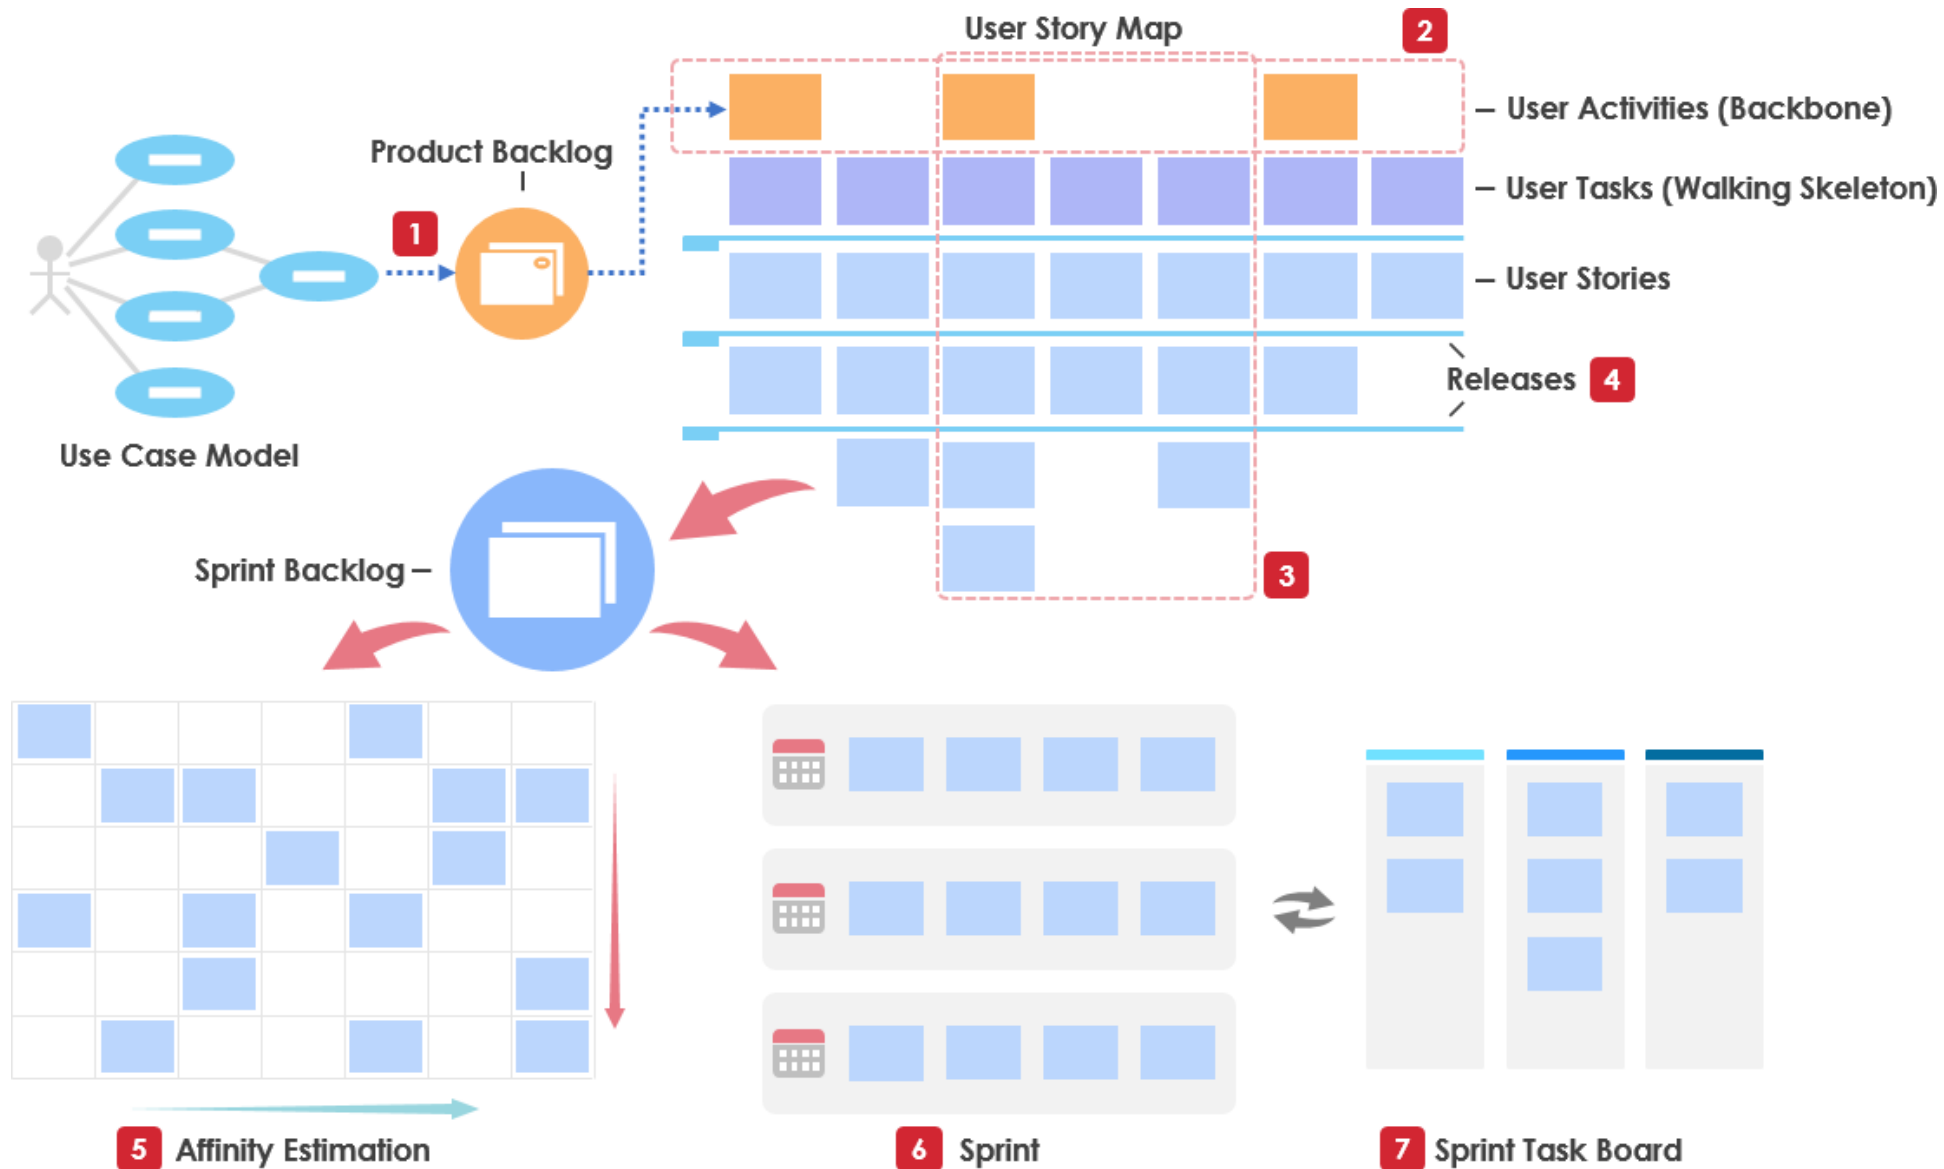 User Story Map
2
User Activities (Backbone)
Product Backlog
User Tasks (Walking Skeleton)
1
User Stories
Releases 4
Use Case Model
Sprint Backlog
3
5 Affinity Estimation
6 Sprint
7 Sprint Task Board